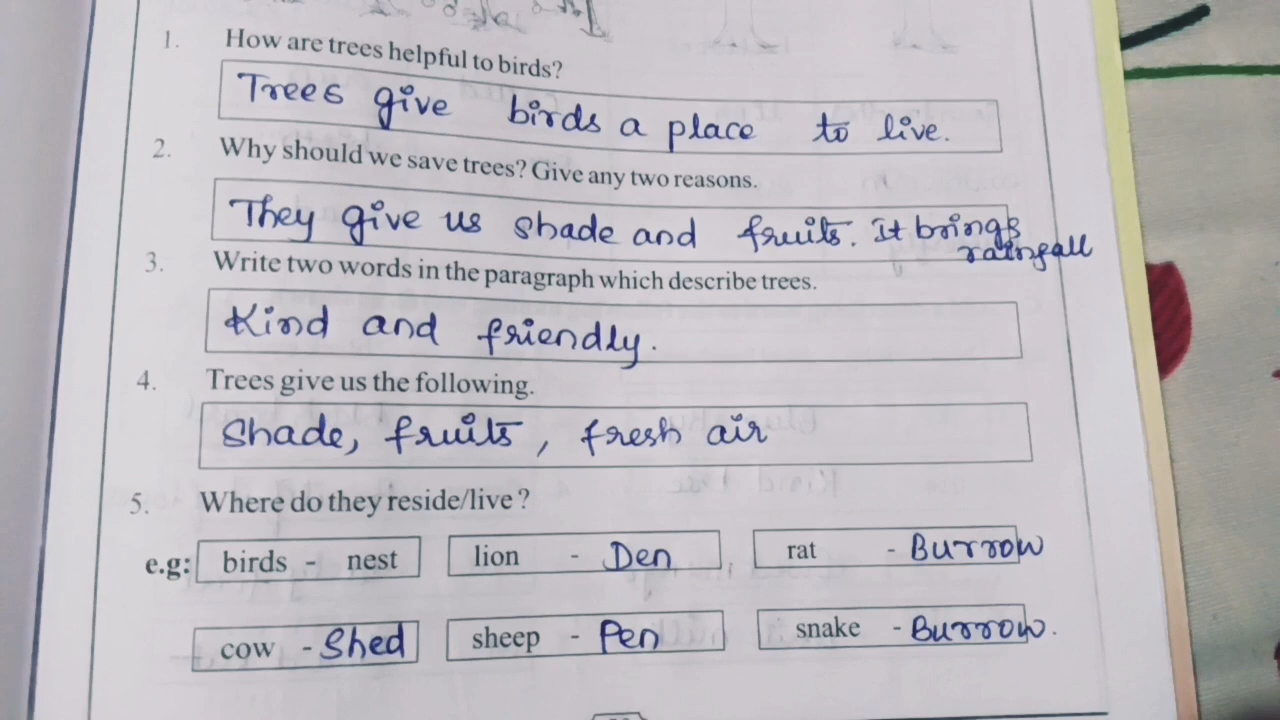 1. How are trees helpful to birds?
Trees give birds a place to live.
2. Why should we save trees? Give any two reasons.
They give us shade and fruits. It brings
rainfall
3. Write two words in the paragraph which describe trees.
Kind and friendly.
4. Trees give us the following.
Shade, fruits, fresh air
5. Where do they reside/live?
e.g: birds - nest lion - Den rat - Burrow
cow - Shed sheep - Pen snake - Burrow.